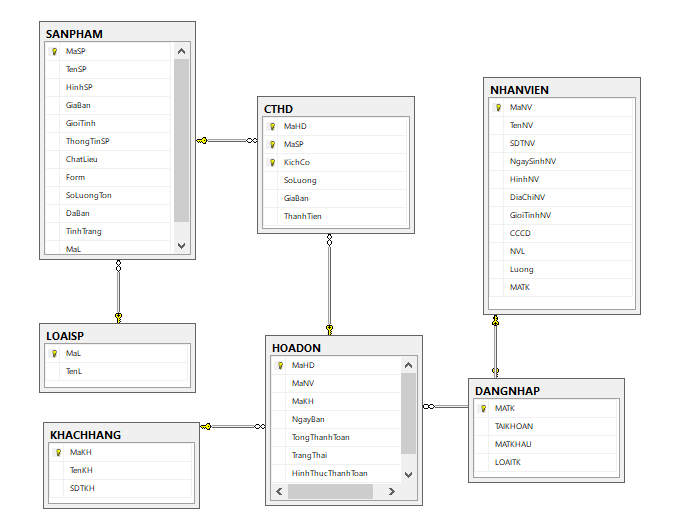 SANPHAM
MaSP
TenSP
HinhSP
GiaBan
GioiTinh
ThongTinSP
ChatLieu
Form
SoLuongTon
DaBan
TinhTrang
MaL
CTHD
MaHD
MaSP
KichCo
SoLuong
GiaBan
ThanhTien
NHANVIEN
MaNV
TenNV
SDTNV
NgaySinhNV
HinhNV
DiaChiNV
GioiTinhNV
CCCD
NVL
Luong
MATK
LOAISP
MaL
TenL
HOADON
MaHD
MaNV
MaKH
NgayBan
TongThanhToan
TrangThai
HinhThucThanhToan
DANGNHAP
MATK
TAIKHOAN
MATKHAU
LOAITK
KHACHHANG
MaKH
TenKH
SDTKH